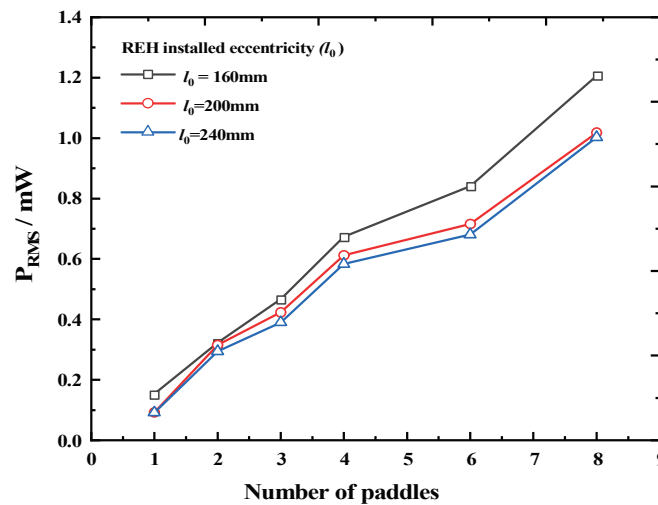 1.4
1.2
1.0
0.8
0.6
0.4
0.2
0.0
P_RMS / mW
REH installed eccentricity (l₀)
l₀ = 160mm
l₀=200mm
l₀=240mm
0 1 2 3 4 5 6 7 8 9
Number of paddles